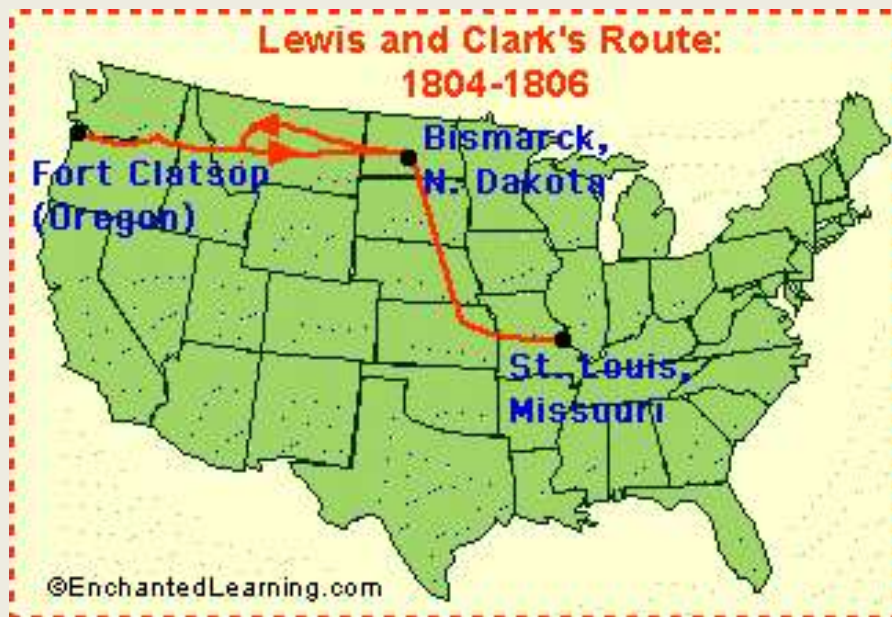 Lewis and Clark's Route:
1804-1806
Bismarck,
N. Dakota
Fort Clatsop
(Oregon)
St. Louis,
Missouri
©EnchantedLearning.com